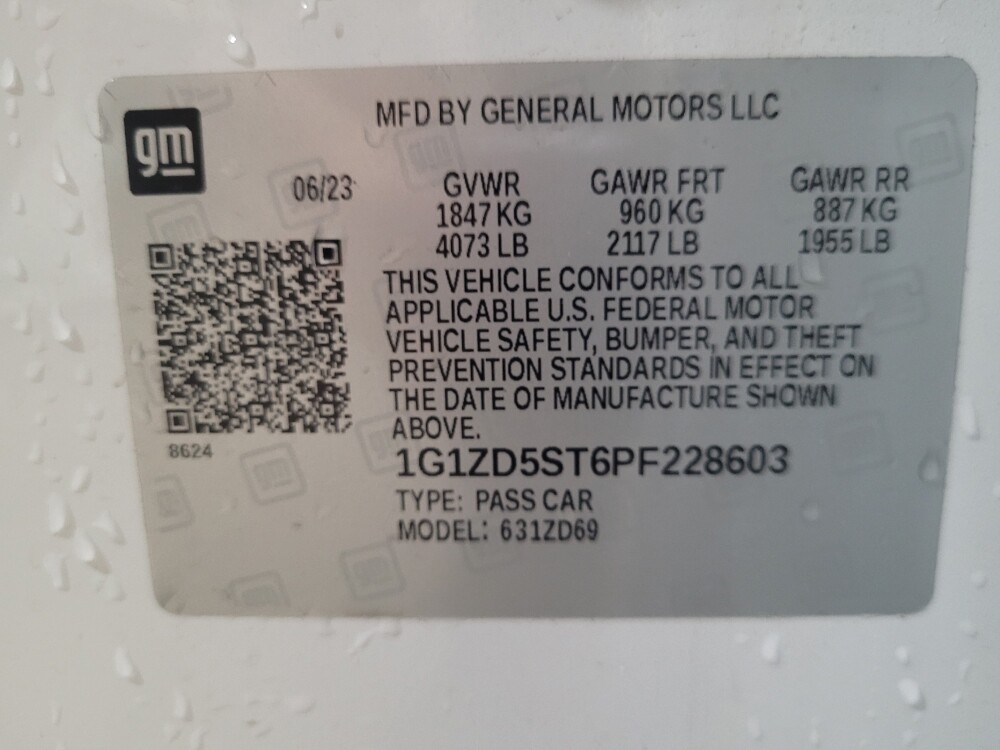 gm
MFD BY GENERAL MOTORS LLC
06/23 GVWR GAWR FRT GAWR RR
1847 KG 960 KG 887 KG
4073 LB 2117 LB 1955 LB
THIS VEHICLE CONFORMS TO ALL
APPLICABLE U.S. FEDERAL MOTOR
VEHICLE SAFETY, BUMPER, AND THEFT
PREVENTION STANDARDS IN EFFECT ON
THE DATE OF MANUFACTURE SHOWN
ABOVE.
8624
1G1ZD5ST6PF228603
TYPE: PASS CAR
MODEL: 631ZD69